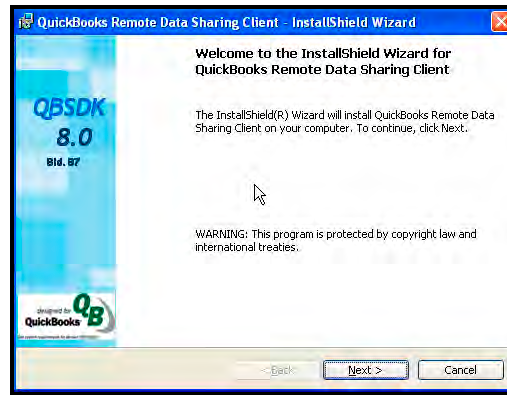 QuickBooks Remote Data Sharing Client - InstallShield Wizard
Welcome to the InstallShield Wizard for
QuickBooks Remote Data Sharing Client
QBSDK
8.0
Bld. B7
The InstallShield(R) Wizard will install QuickBooks Remote Data
Sharing Client on your computer. To continue, click Next.
WARNING: This program is protected by copyright law and
international treaties.
designed for
QuickBooks
QB
< Back
Next >
Cancel